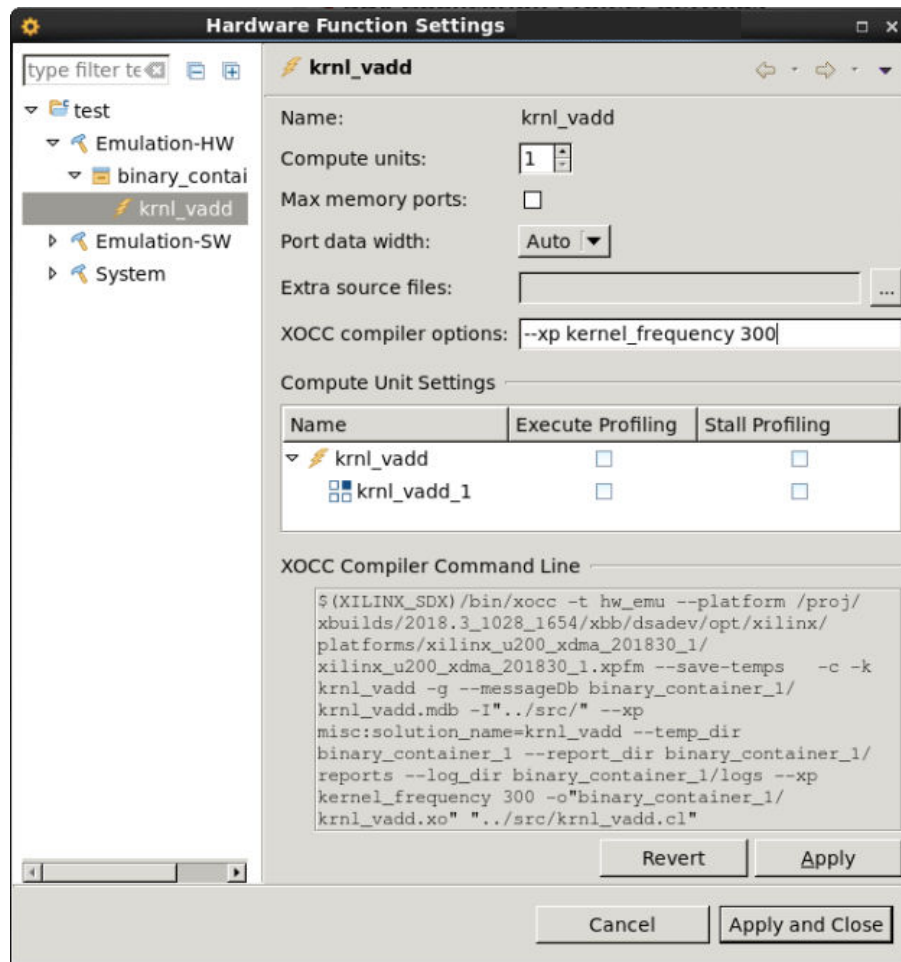 Hardware Function Settings
type filter te
krnl_vadd
test
Emulation-HW
binary_contai
krnl_vadd
Emulation-SW
System
Name: krnl_vadd
Compute units: 1
Max memory ports:
Port data width: Auto
Extra source files: ...
XOCC compiler options: --xp kernel_frequency 300
Compute Unit Settings
Name Execute Profiling Stall Profiling
krnl_vadd
krnl_vadd_1
XOCC Compiler Command Line
$(XILINX_SDX)/bin/xocc -t hw_emu --platform /proj/
xbuilds/2018.3_1028_1654/xbb/dsadev/opt/xilinx/
platforms/xilinx_u200_xdma_201830_1/
xilinx_u200_xdma_201830_1.xpfm --save-temps -c -k
krnl_vadd -g --messageDb binary_container_1/
krnl_vadd.mdb -I"../src/" --xp
misc:solution_name=krnl_vadd --temp_dir
binary_container_1 --report_dir binary_container_1/
reports --log_dir binary_container_1/logs --xp
kernel_frequency 300 -o"binary_container_1/
krnl_vadd.xo" "../src/krnl_vadd.cl"
Revert Apply
Cancel Apply and Close